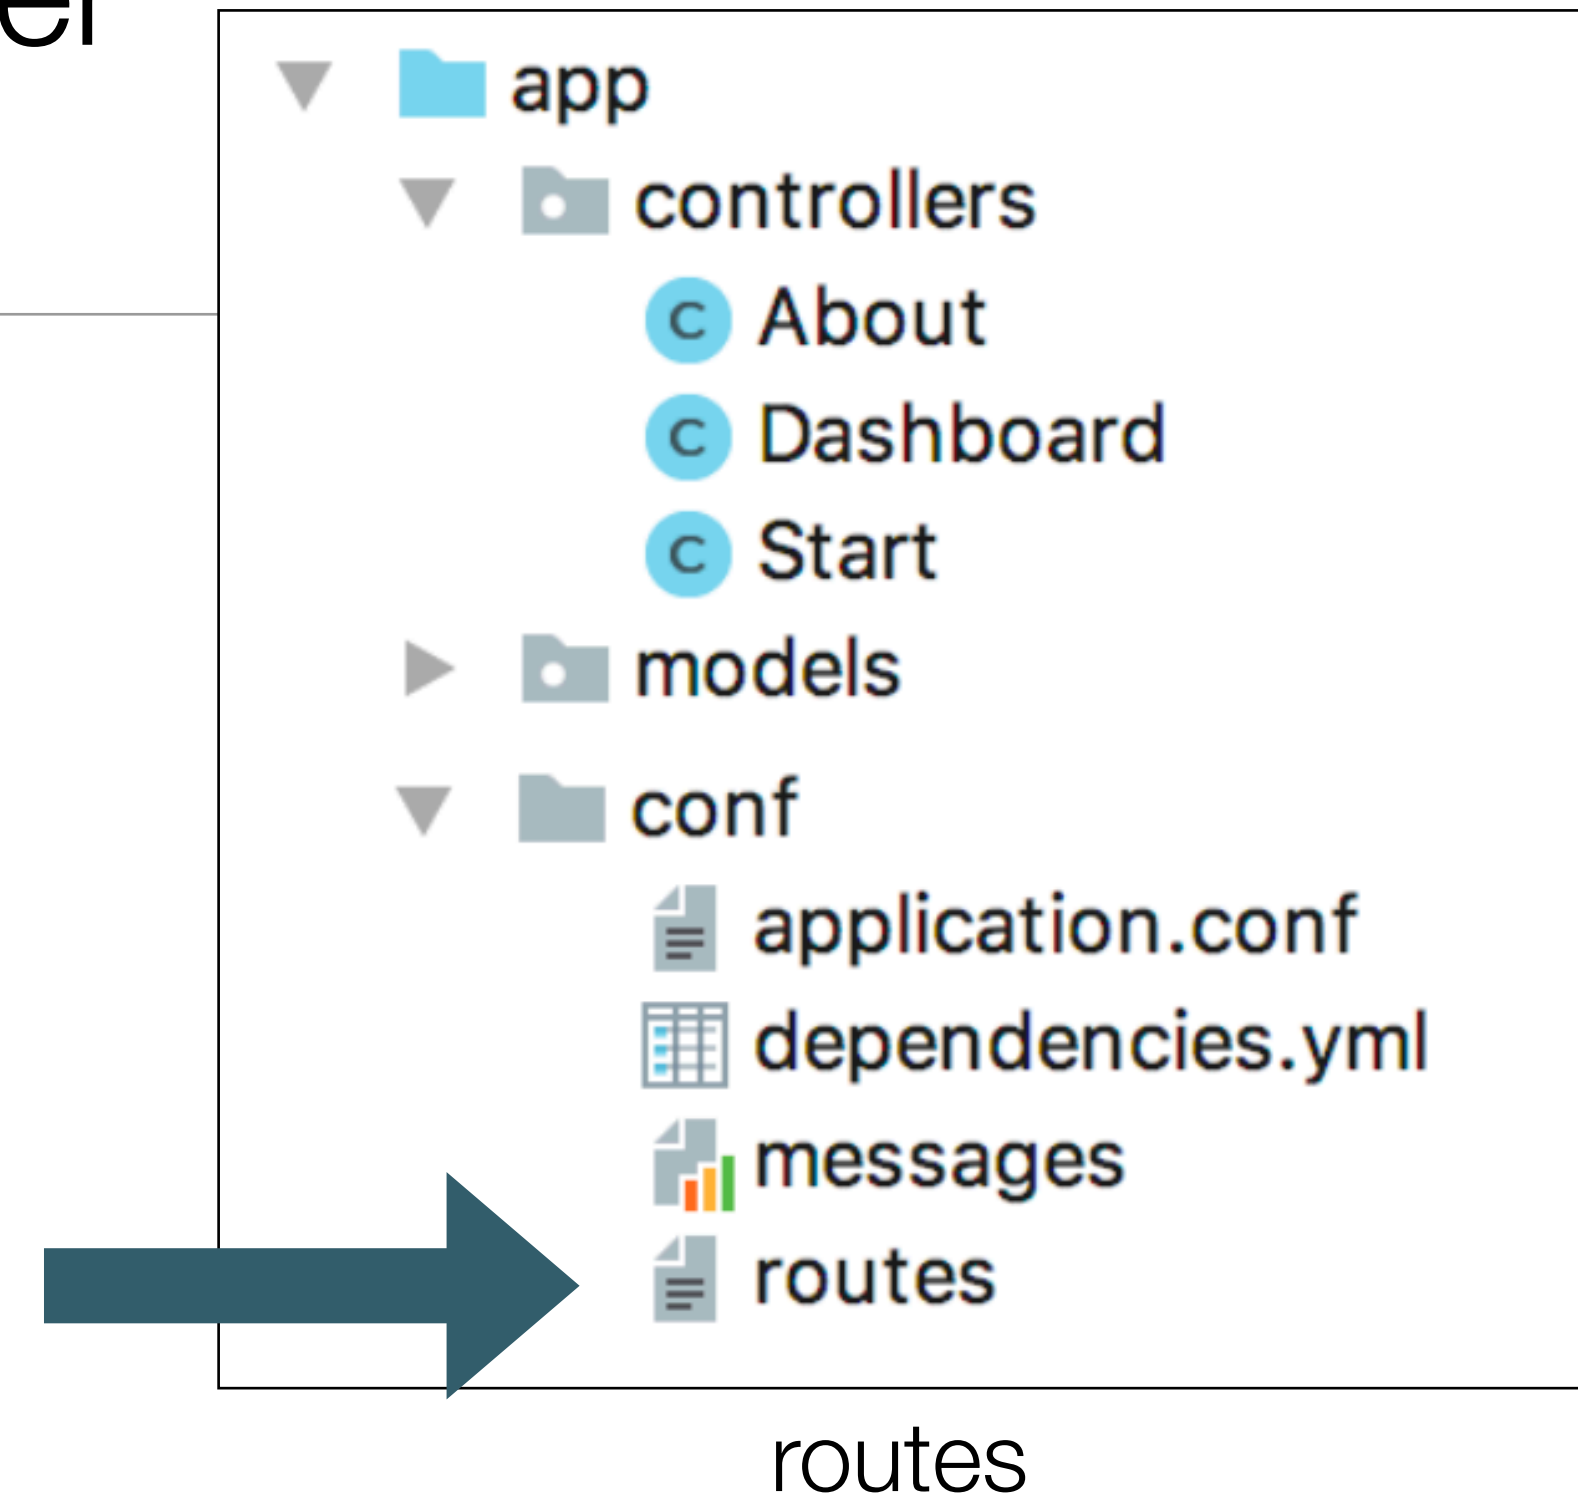 app
controllers
C About
C Dashboard
C Start
models
conf
application.conf
dependencies.yml
messages
routes
routes